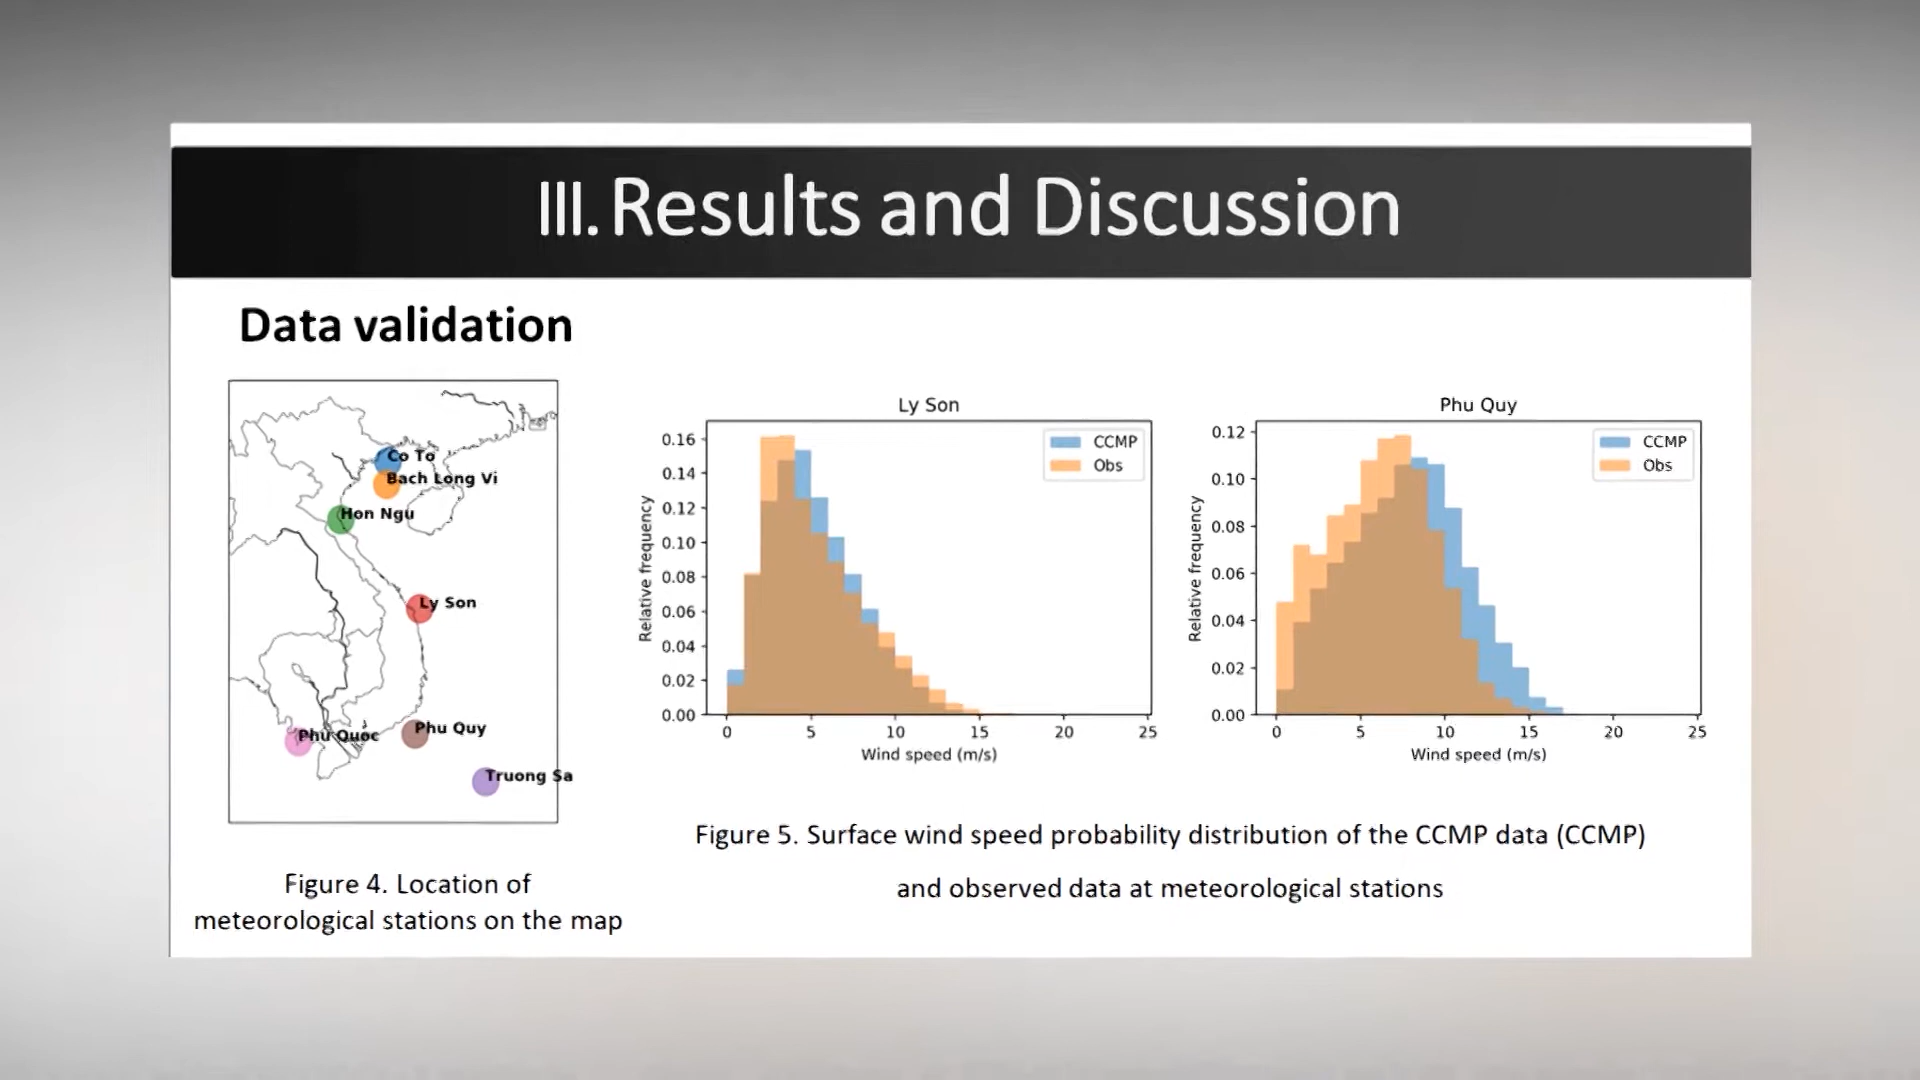 III. Results and Discussion
Data validation
Co To
Bach Long Vi
Hon Ngu
Ly Son
Phu Quoc
Phu Quy
Truong Sa
Figure 4. Location of
meteorological stations on the map
Ly Son
CCMP
Obs
Relative frequency
0.16
0.14
0.12
0.10
0.08
0.06
0.04
0.02
0.00
0 5 10 15 20 25
Wind speed (m/s)
Phu Quy
CCMP
Obs
Relative frequency
0.12
0.10
0.08
0.06
0.04
0.02
0.00
0 5 10 15 20 25
Wind speed (m/s)
Figure 5. Surface wind speed probability distribution of the CCMP data (CCMP)
and observed data at meteorological stations